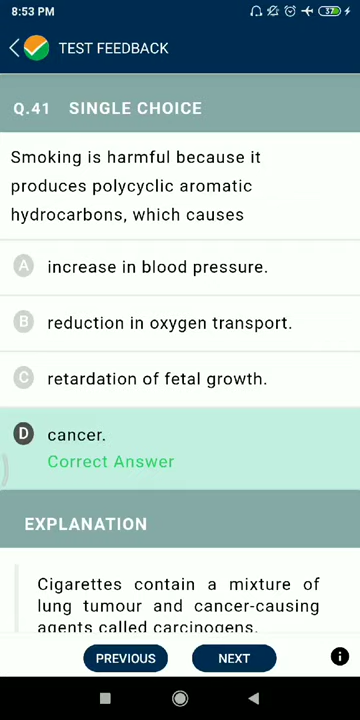 8:53 PM
37
TEST FEEDBACK
Q.41 SINGLE CHOICE
Smoking is harmful because it
produces polycyclic aromatic
hydrocarbons, which causes
A increase in blood pressure.
B reduction in oxygen transport.
C retardation of fetal growth.
D cancer.
Correct Answer
EXPLANATION
Cigarettes contain a mixture of
lung tumour and cancer-causing
agents called carcinogens.
PREVIOUS NEXT